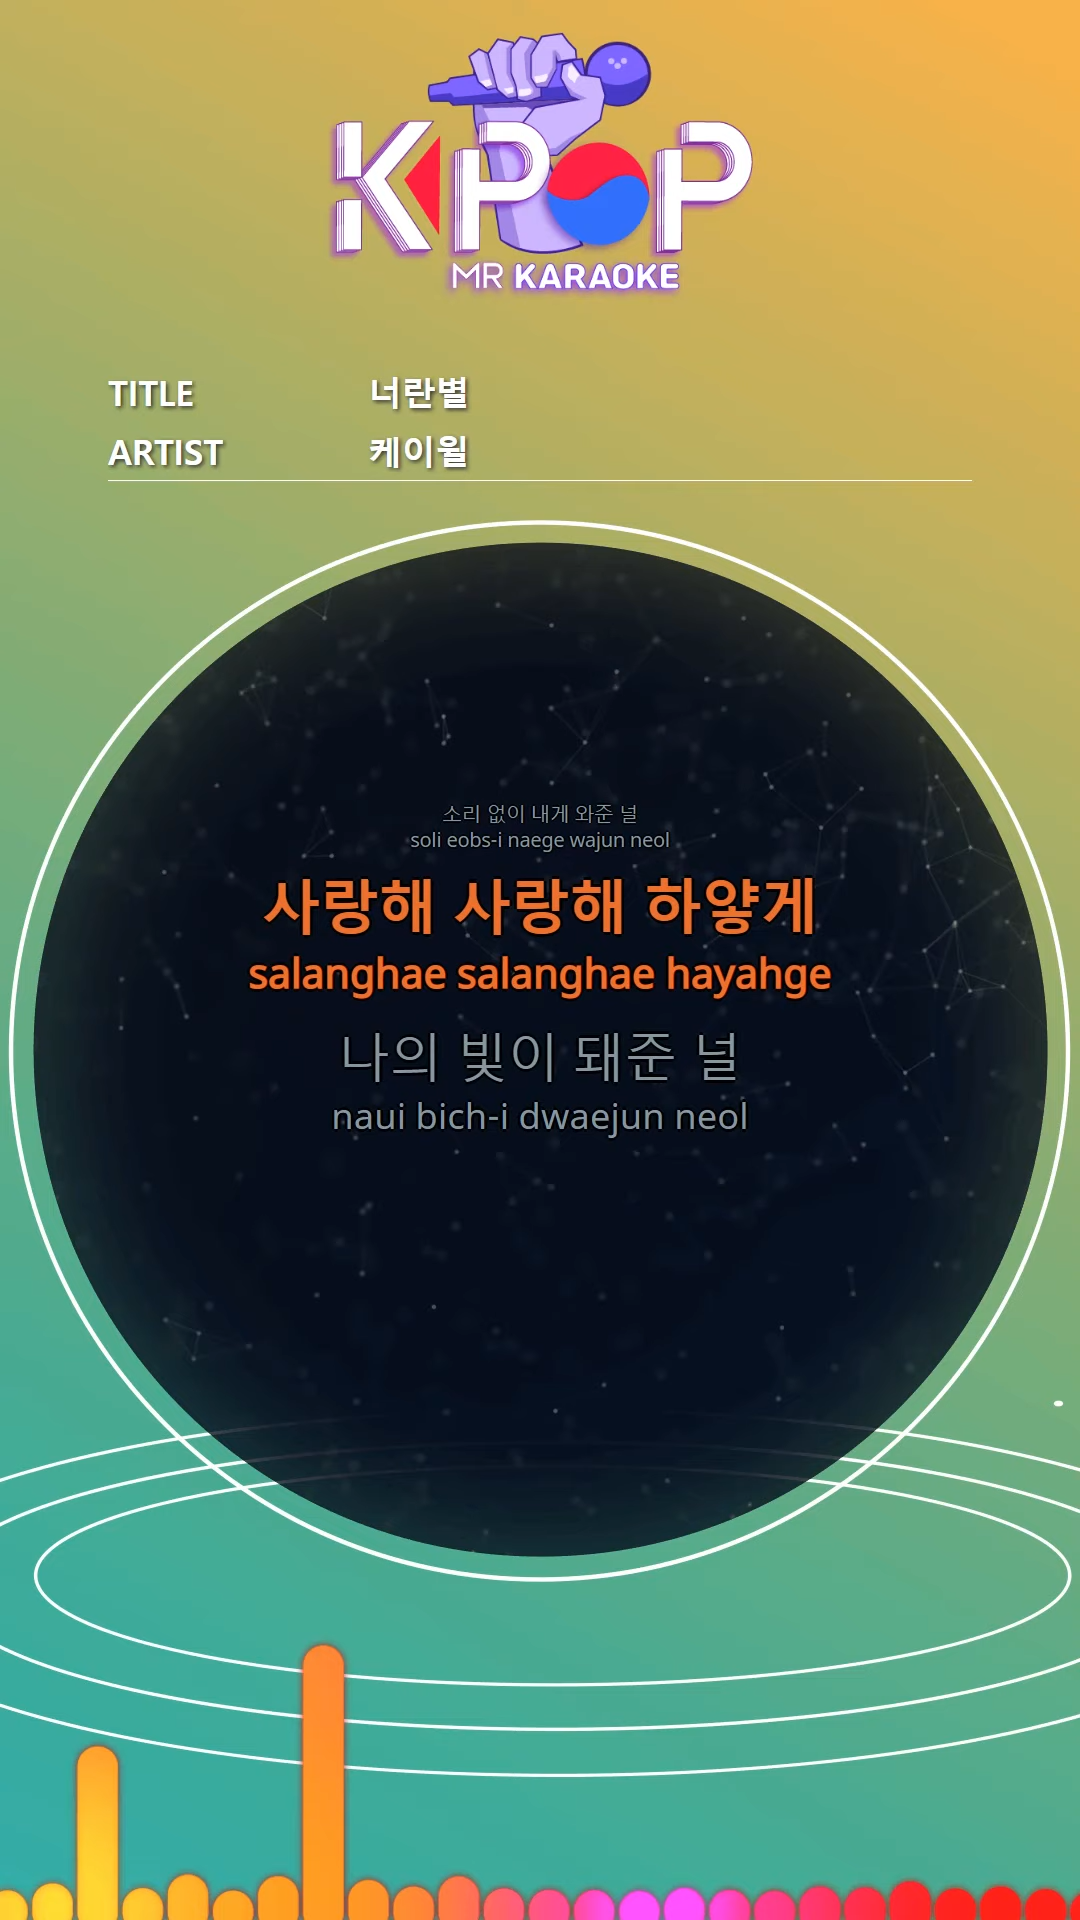 KPOP
MR KARAOKE
TITLE 너란별
ARTIST 케이윌
소리 없이 내게 와준 널
soli eobs-i naege wajun neol
사랑해 사랑해 하얗게
salanghae salanghae hayahge
나의 빛이 돼준 널
naui bich-i dwaejun neol